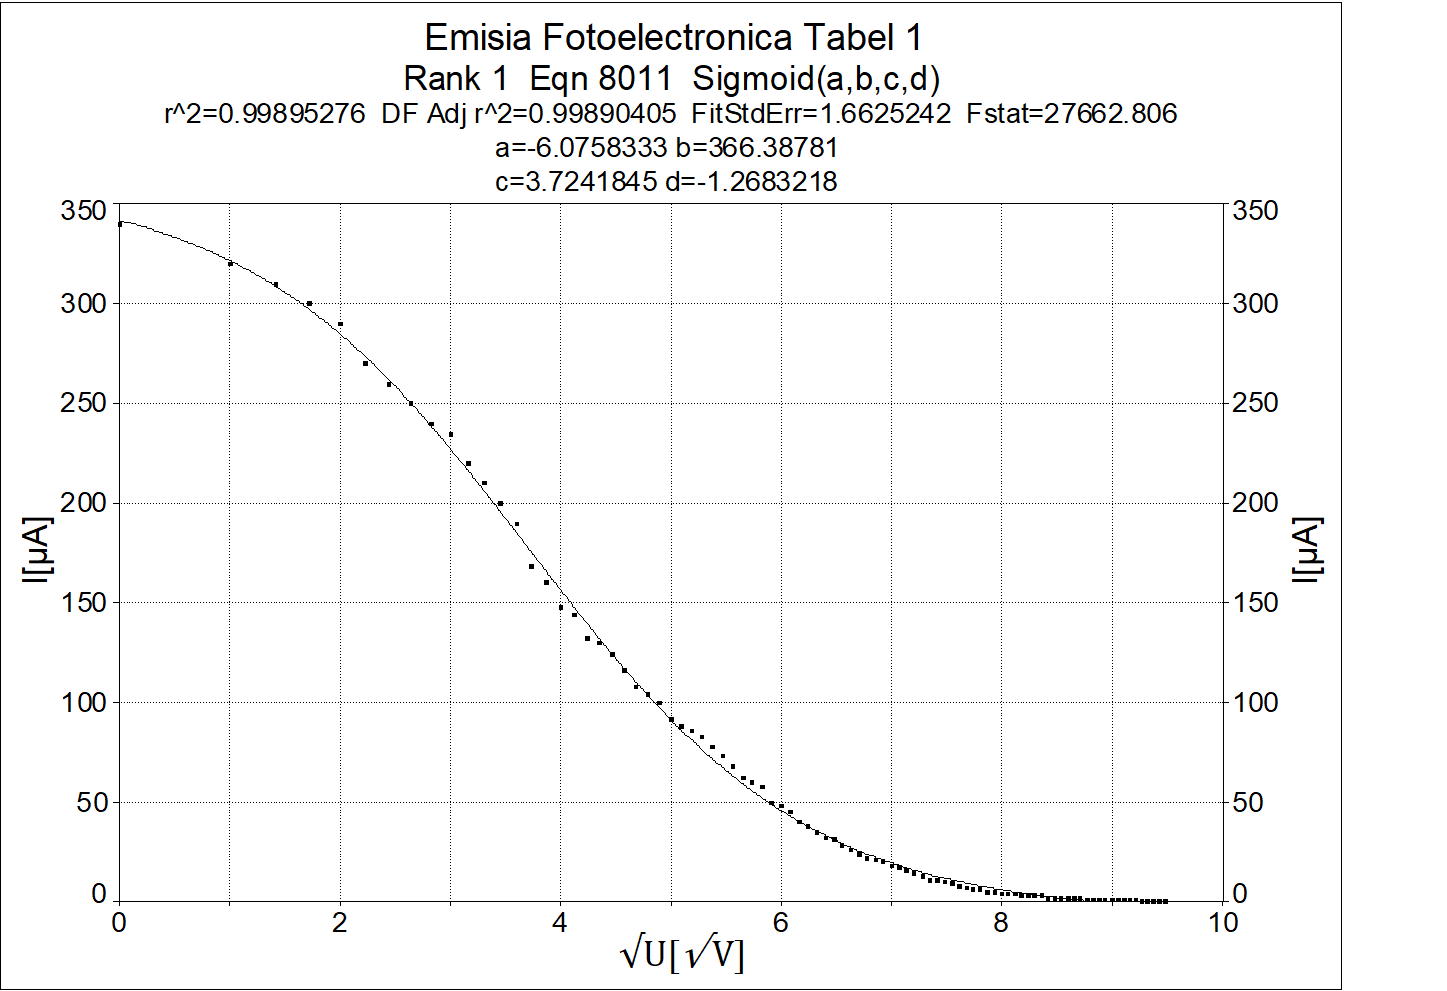 Emisia Fotoelectronica Tabel 1
Rank 1  Eqn 8011  Sigmoid(a,b,c,d)
r^2=0.99895276  DF Adj r^2=0.99890405  FitStdErr=1.6625242  Fstat=27662.806
a=-6.0758333 b=366.38781
c=3.7241845 d=-1.2683218
350 350
300 300
250 250
200 200
I[µA] I[µA]
150 150
100 100
50 50
0 0
0 2 4 6 8 10
√U[√V]